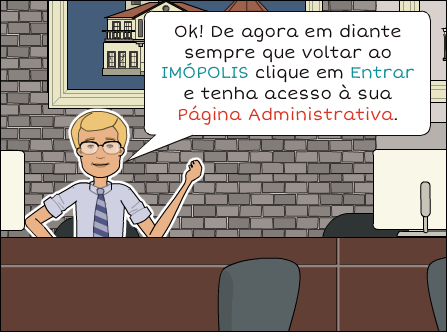 Ok! De agora em diante
sempre que voltar ao
IMÓPOLIS clique em Entrar
e tenha acesso à sua
Página Administrativa.